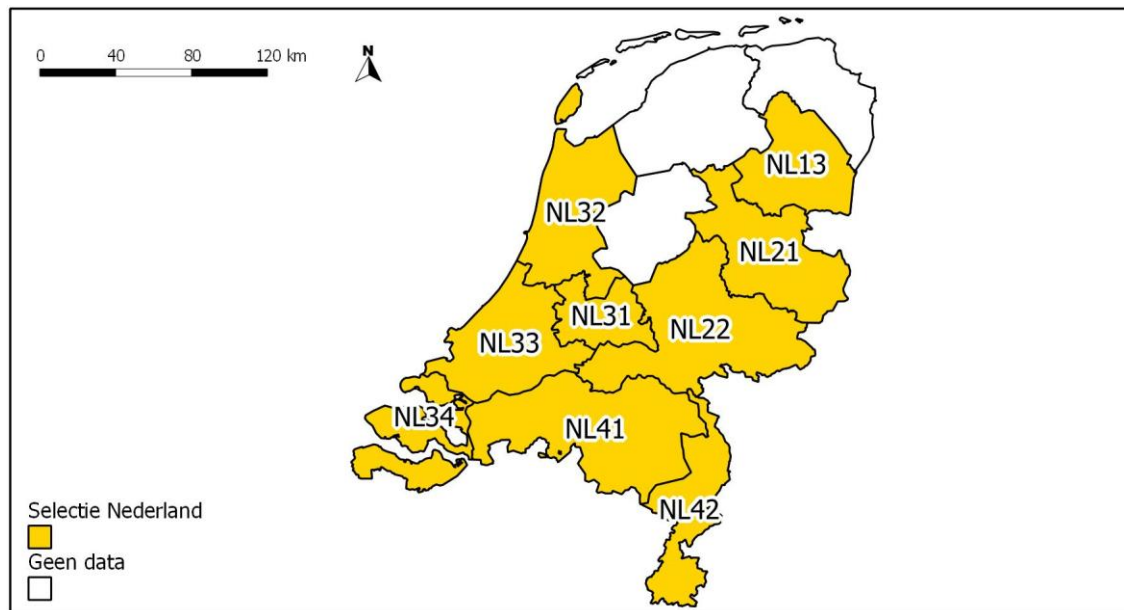 0 40 80 120 km
N
NL13
NL32
NL21
NL31
NL22
NL33
NL34
NL41
NL42
Selectie Nederland
Geen data